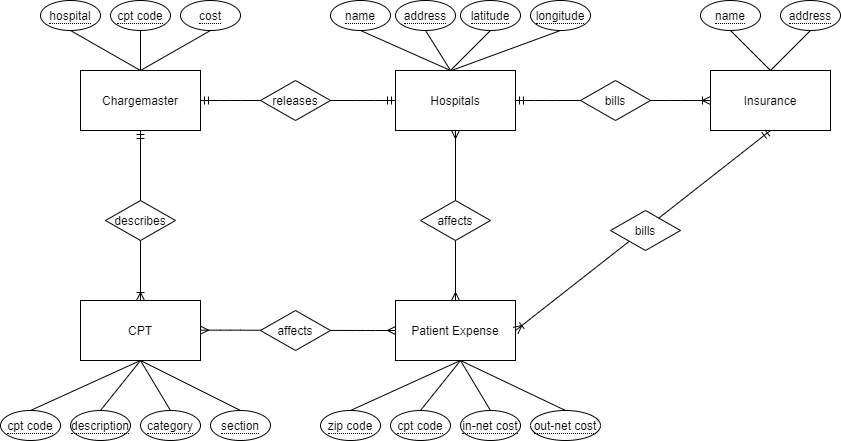 hospital cpt code cost name address latitude longitude name address
Chargemaster releases Hospitals bills Insurance
describes affects bills
CPT affects Patient Expense
cpt code description category section zip code cpt code in-net cost out-net cost